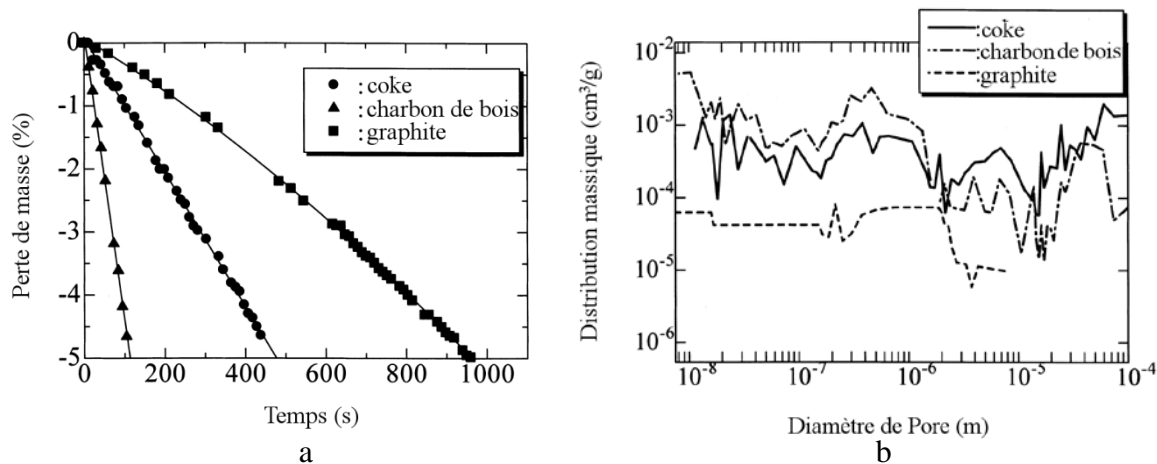 0
-1
-2
-3
-4
-5
Perte de masse (%)
: coke
: charbon de bois
: graphite
0 200 400 600 800 1000
Temps (s)
a
10-2
10-3
10-4
10-5
10-6
Distribution massique (cm³/g)
:coke
:charbon de bois
:graphite
10-8 10-7 10-6 10-5 10-4
Diamètre de Pore (m)
b